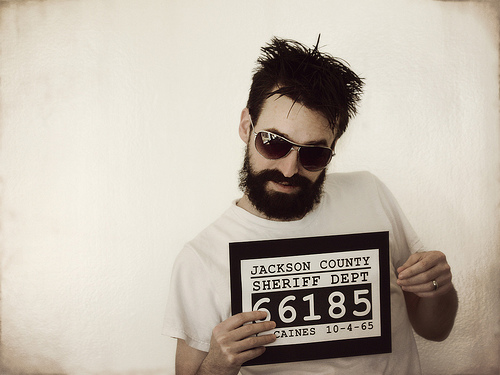 JACKSON COUNTY
SHERIFF DEPT
66185
CAINES 10-4-65